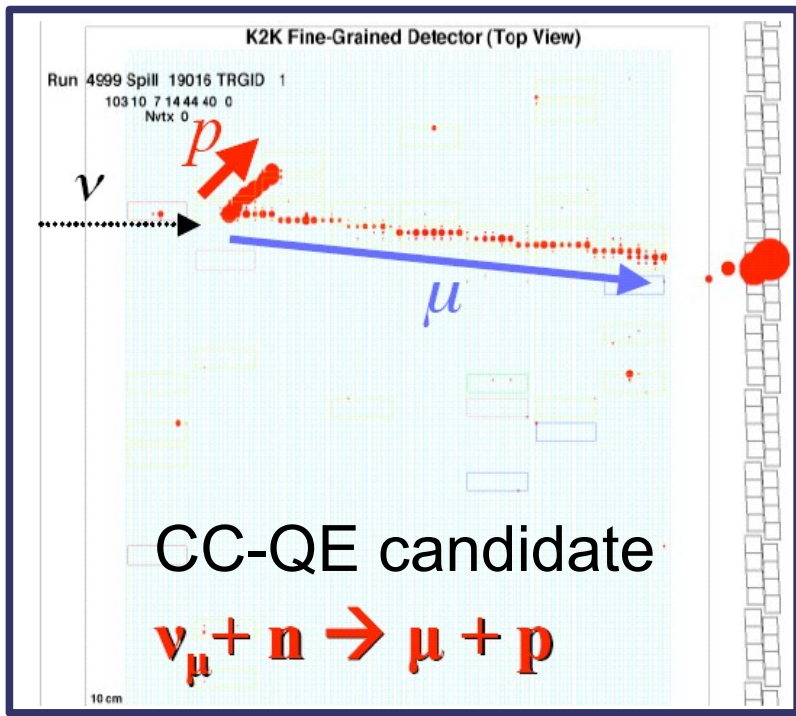 K2K Fine-Grained Detector (Top View)
Run 4999 Spill 19016 TRGID 1
103 10 7 14 44 40 0
Nvtx 0
p
ν
μ
CC-QE candidate
νμ+ n → μ + p
10 cm